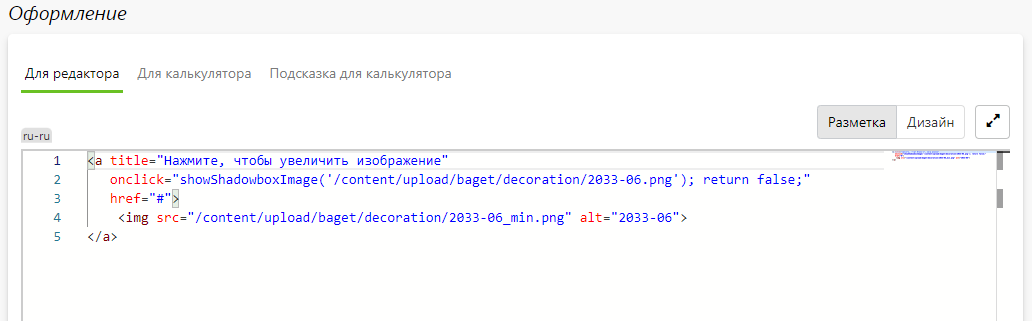 Оформление
Для редактора Для калькулятора Подсказка для калькулятора
Разметка Дизайн
ru-ru
1 <a title="Нажмите, чтобы увеличить изображение"
2 onclick="showShadowboxImage('/content/upload/baget/decoration/2033-06.png'); return false;"
3 href="#">
4 <img src="/content/upload/baget/decoration/2033-06_min.png" alt="2033-06">
5 </a>